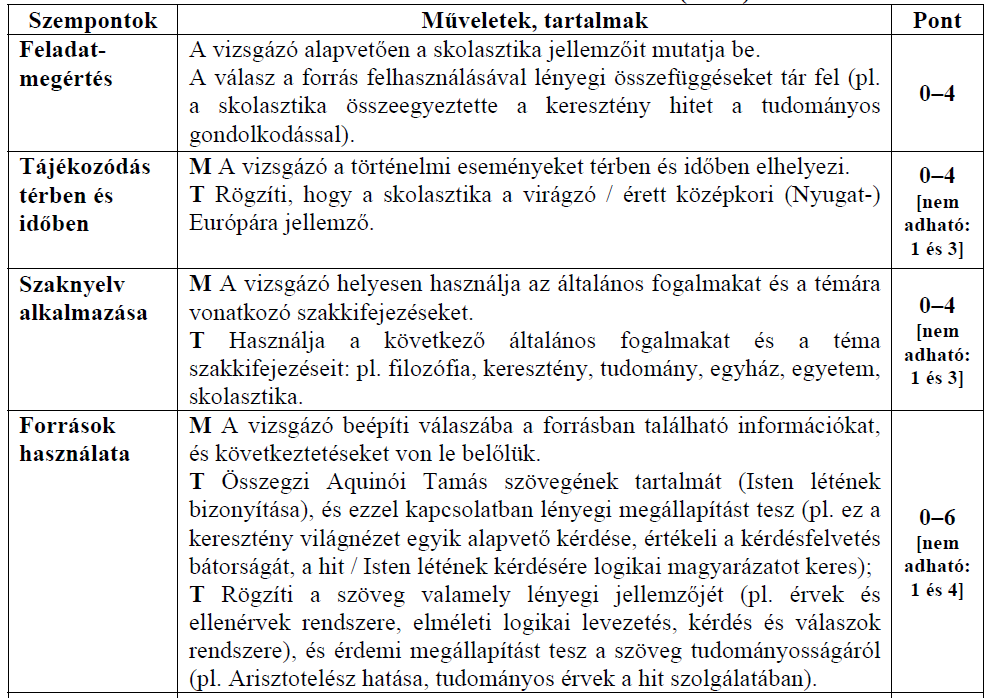 Szempontok Műveletek, tartalmak Pont
Feladat-
megértés
A vizsgázó alapvetően a skolasztika jellemzőit mutatja be.
A válasz a forrás felhasználásával lényegi összefüggéseket tár fel (pl.
a skolasztika összeegyeztette a keresztény hitet a tudományos
gondolkodással).
0–4
Tájékozódás
térben és
időben
M A vizsgázó a történelmi eseményeket térben és időben elhelyezi.
T Rögzíti, hogy a skolasztika a virágzó / érett középkori (Nyugat-)
Európára jellemző.
0–4
[nem
adható:
1 és 3]
Szaknyelv
alkalmazása
M A vizsgázó helyesen használja az általános fogalmakat és a témára
vonatkozó szakkifejezéseket.
T Használja a következő általános fogalmakat és a téma
szakkifejezéseit: pl. filozófia, keresztény, tudomány, egyház, egyetem,
skolasztika.
0–4
[nem
adható:
1 és 3]
Források
használata
M A vizsgázó beépíti válaszába a forrásban található információkat,
és következtetéseket von le belőlük.
T Összegzi Aquinói Tamás szövegének tartalmát (Isten létének
bizonyítása), és ezzel kapcsolatban lényegi megállapítást tesz (pl. ez a
keresztény világnézet egyik alapvető kérdése, értékeli a kérdésfelvetés
bátorságát, a hit / Isten létének kérdésére logikai magyarázatot keres);
T Rögzíti a szöveg valamely lényegi jellemzőjét (pl. érvek és
ellenérvek rendszere, elméleti logikai levezetés, kérdés és válaszok
rendszere), és érdemi megállapítást tesz a szöveg tudományosságáról
(pl. Arisztotelész hatása, tudományos érvek a hit szolgálatában).
0–6
[nem
adható:
1 és 4]